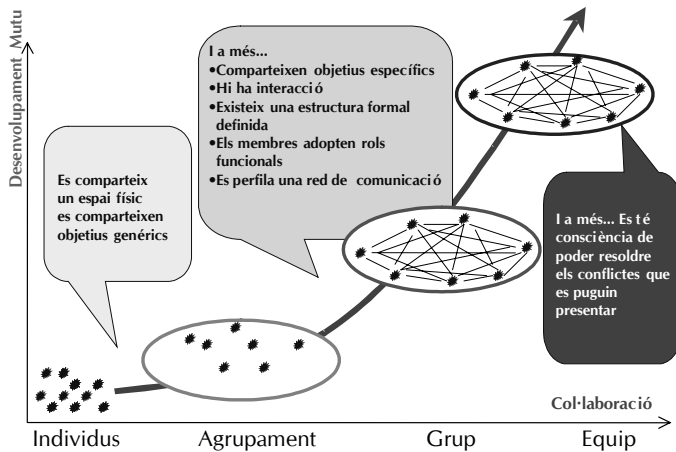 Desenvolupament Mutu
I a més...
•Comparteixen objetius específics
•Hi ha interacció
•Existeix una estructura formal
definida
•Els membres adopten rols
funcionals
•Es perfila una red de comunicació
Es comparteix
un espai físic
es comparteixen
objetius genérics
I a més... Es té
consciència de
poder resoldre
els conflictes que
es puguin
presentar
Col·laboració
Individus
Agrupament
Grup
Equip